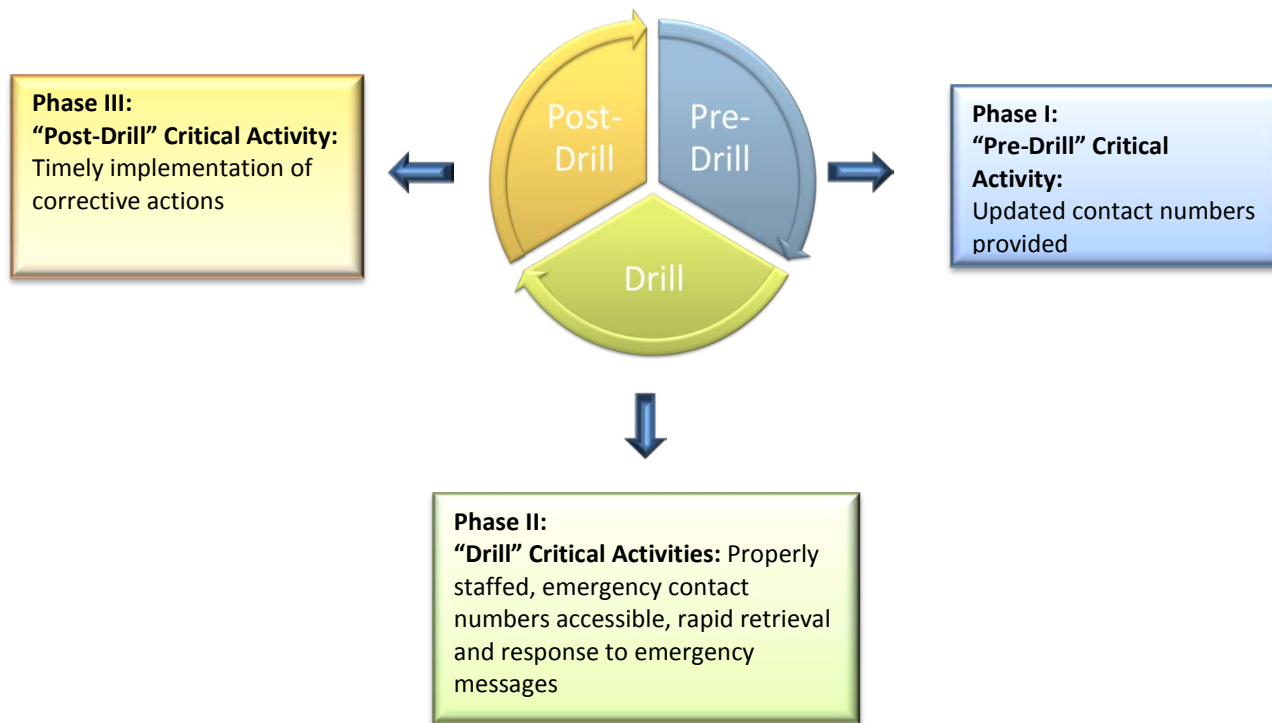 Post-
Drill
Pre-
Drill
Drill
Phase III:
“Post-Drill” Critical Activity:
Timely implementation of
corrective actions
Phase I:
“Pre-Drill” Critical
Activity:
Updated contact numbers
provided
Phase II:
“Drill” Critical Activities: Properly
staffed, emergency contact
numbers accessible, rapid retrieval
and response to emergency
messages